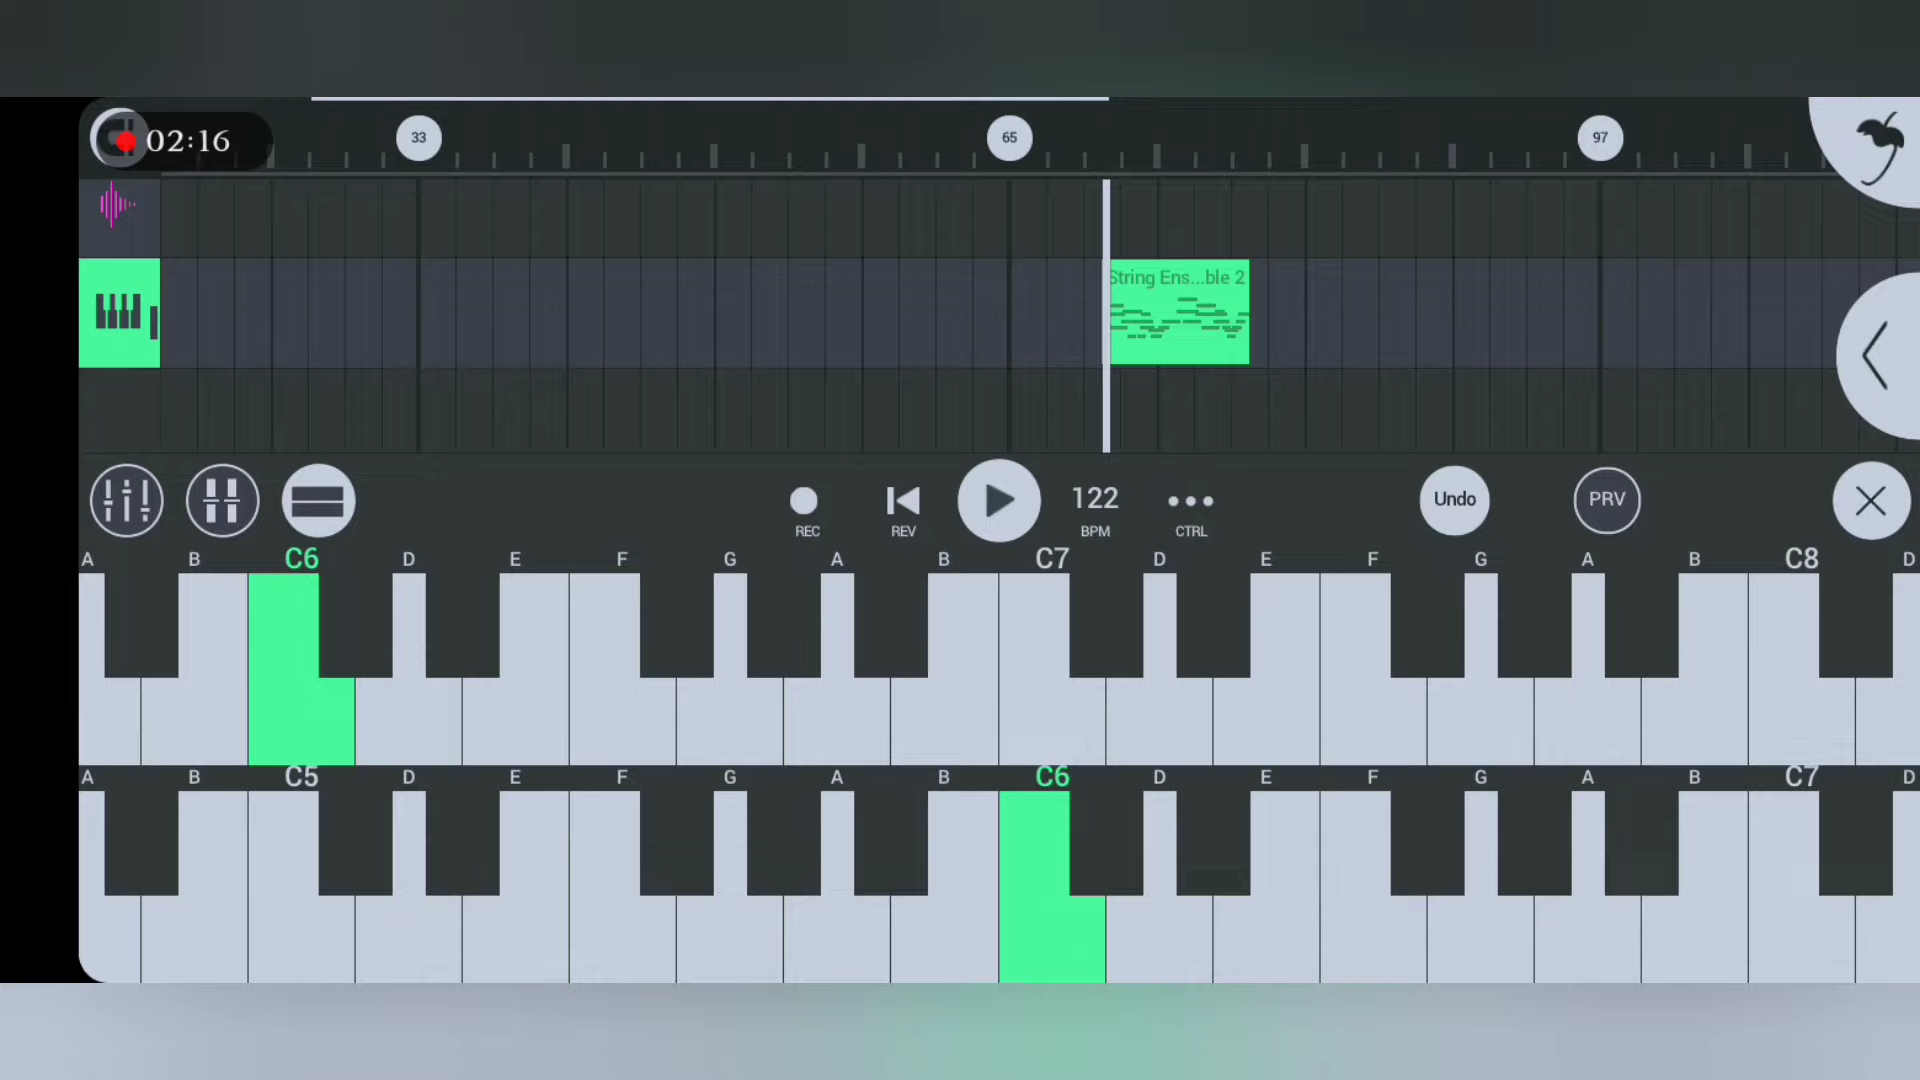 02:16
33 65 97
String Ens...ble 2
122 Undo PRV
REC REV BPM CTRL
A B C6 D E F G A B C7 D E F G A B C8 D
A B C5 D E F G A B C6 D E F G A B C7 D